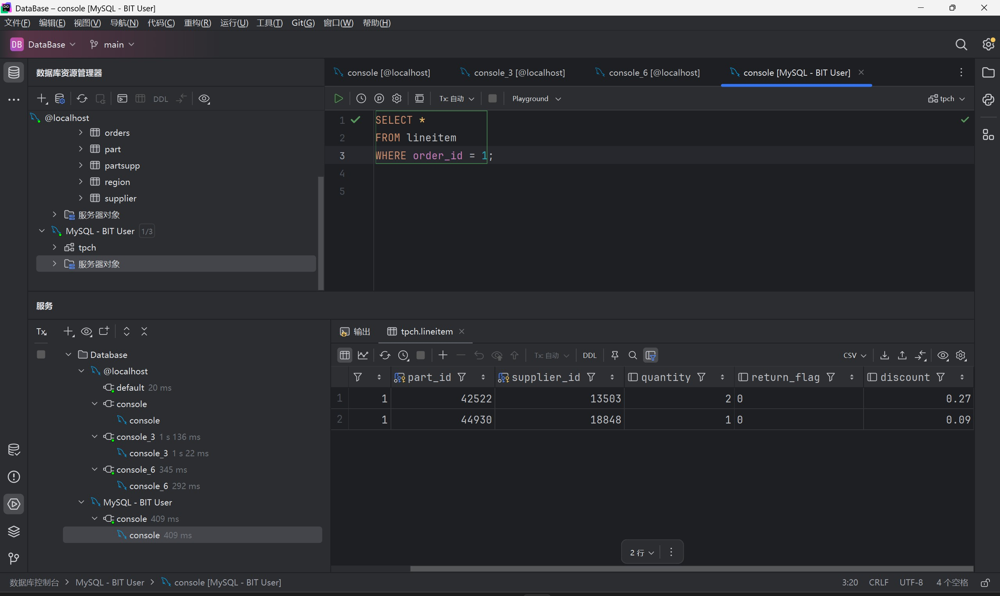 DataBase – console [MySQL - BIT User]
文件(F) 编辑(E) 视图(V) 导航(N) 代码(C) 重构(R) 运行(U) 工具(T) Git(G) 窗口(W) 帮助(H)
DB DataBase main
数据库资源管理器
DDL
@localhost
orders
part
partsupp
region
supplier
服务器对象
MySQL - BIT User 1/3
tpch
服务器对象
console [@localhost] console_3 [@localhost] console_6 [@localhost] console [MySQL - BIT User]
Tx: 自动 Playground tpch
1 SELECT *
2 FROM lineitem
3 WHERE order_id = 1;
4
5
服务
Tx
Database
@localhost
default 20 ms
console
console
console_3 1 s 136 ms
console_3 1 s 22 ms
console_6 345 ms
console_6 292 ms
MySQL - BIT User
console 409 ms
console 409 ms
输出 tpch.lineitem
Tx: 自动 DDL CSV
part_id supplier_id quantity return_flag discount
1 1 42522 13503 2 0 0.27
2 1 44930 18848 1 0 0.09
2 行
数据库控制台 MySQL - BIT User console [MySQL - BIT User]
3:20 CRLF UTF-8 4 个空格